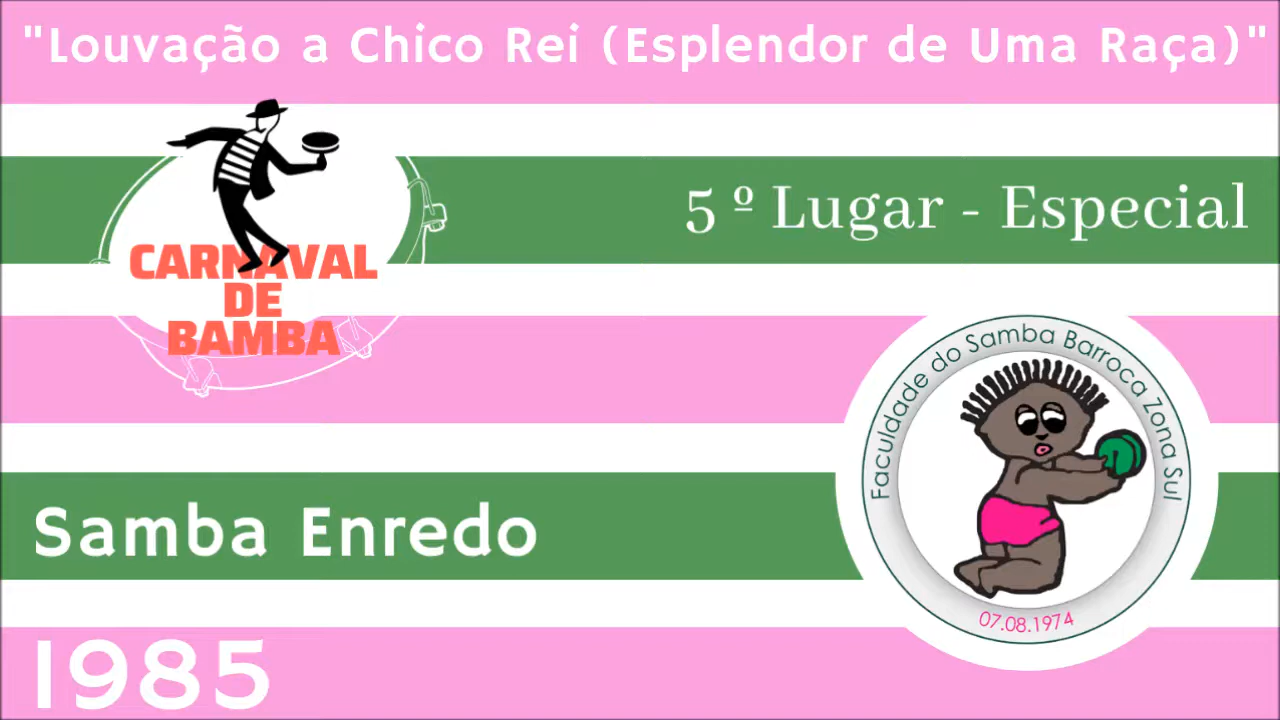 "Louvação a Chico Rei (Esplendor de Uma Raça)"
5 º Lugar - Especial
CARNAVAL
DE
BAMBA
Faculdade do Samba Barroca Zona Sul
07.08.1974
Samba Enredo
1985